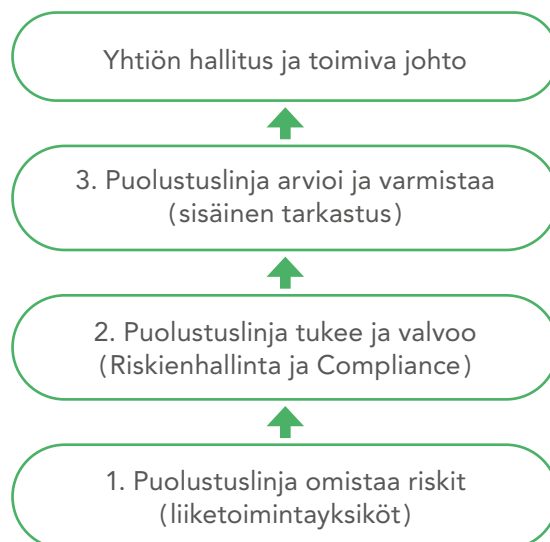 Yhtiön hallitus ja toimiva johto
3. Puolustuslinja arvioi ja varmistaa
(sisäinen tarkastus)
2. Puolustuslinja tukee ja valvoo
(Riskienhallinta ja Compliance)
1. Puolustuslinja omistaa riskit
(liiketoimintayksiköt)